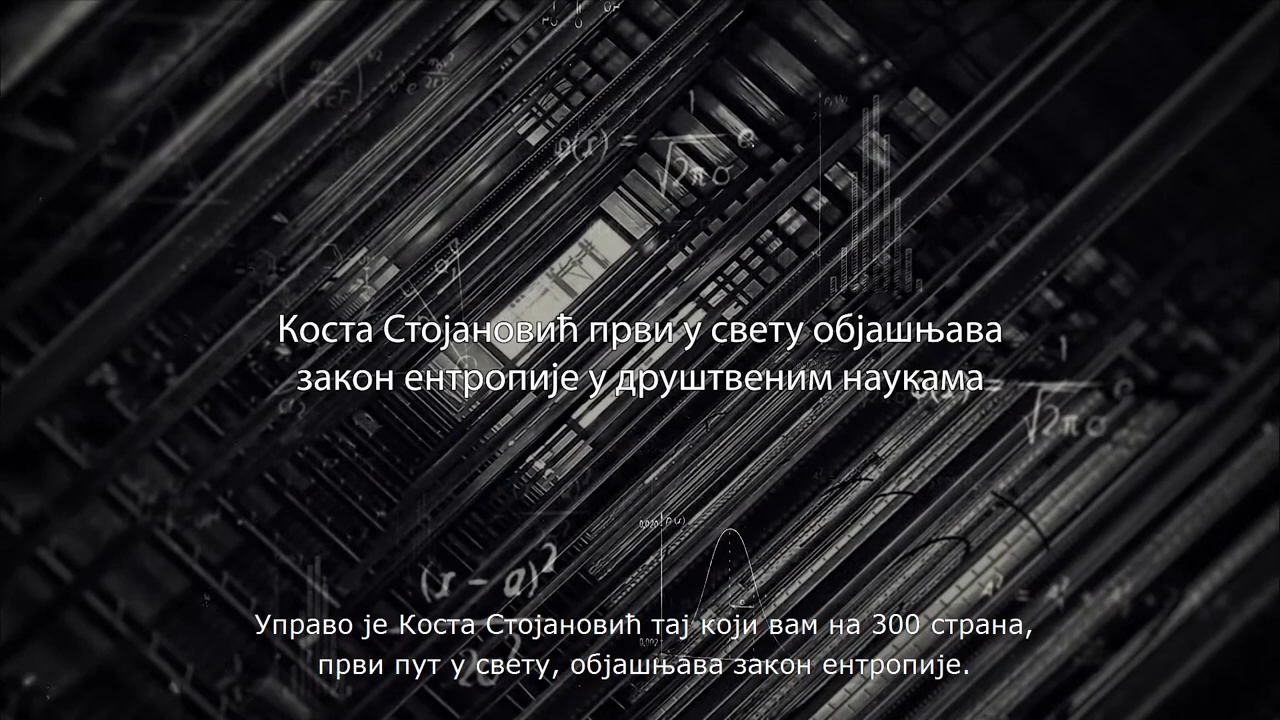 Коста Стојановић први у свету објашњава
закон ентропије у друштвеним наукама
(x - a)²
Управо је Коста Стојановић тај који вам на 300 страна,
први пут у свету, објашњава закон ентропије.